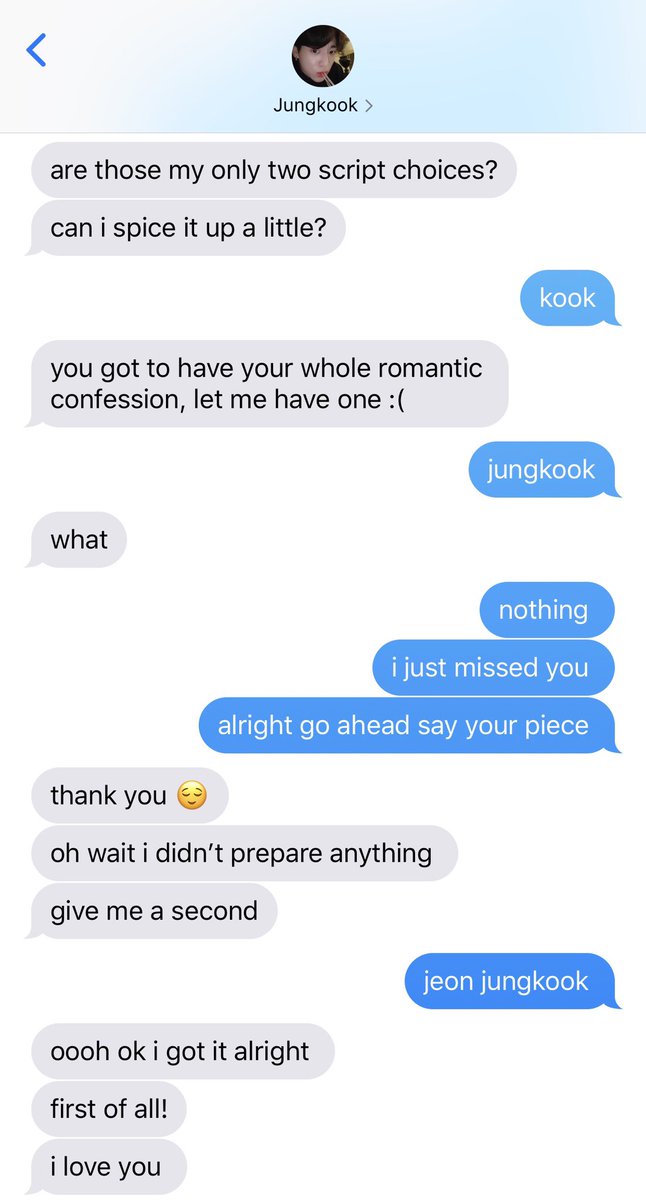 Jungkook
are those my only two script choices?
can i spice it up a little?
kook
you got to have your whole romantic
confession, let me have one :(
jungkook
what
nothing
i just missed you
alright go ahead say your piece
thank you 😌
oh wait i didn’t prepare anything
give me a second
jeon jungkook
oooh ok i got it alright
first of all!
i love you